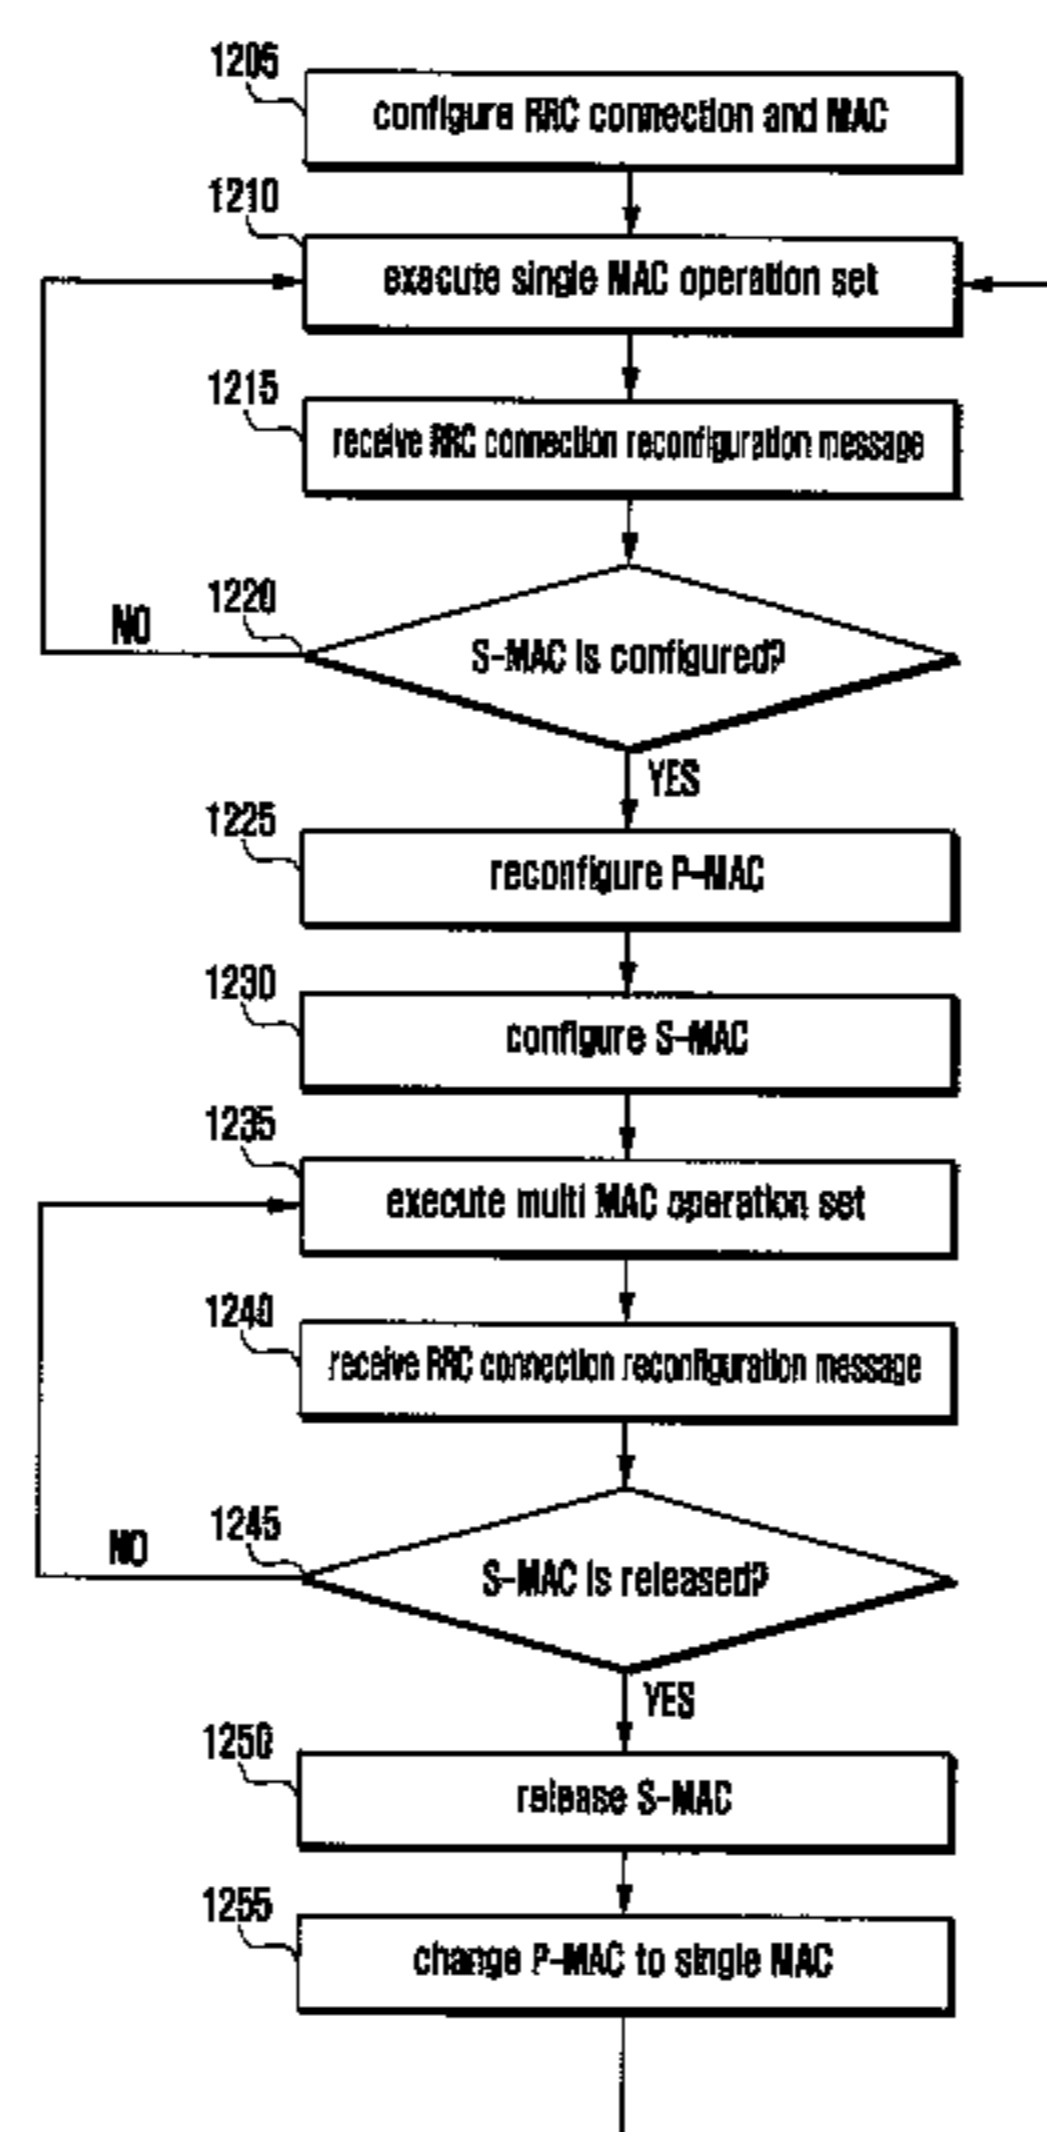 1205
configure RRC connection and MAC
1210
execute single MAC operation set
1215
receive RRC connection reconfiguration message
1220
NO
S-MAC is configured?
YES
1225
reconfigure P-MAC
1230
configure S-MAC
1235
execute multi MAC operation set
1240
receive RRC connection reconfiguration message
1245
NO
S-MAC is released?
YES
1250
release S-MAC
1255
change P-MAC to single MAC